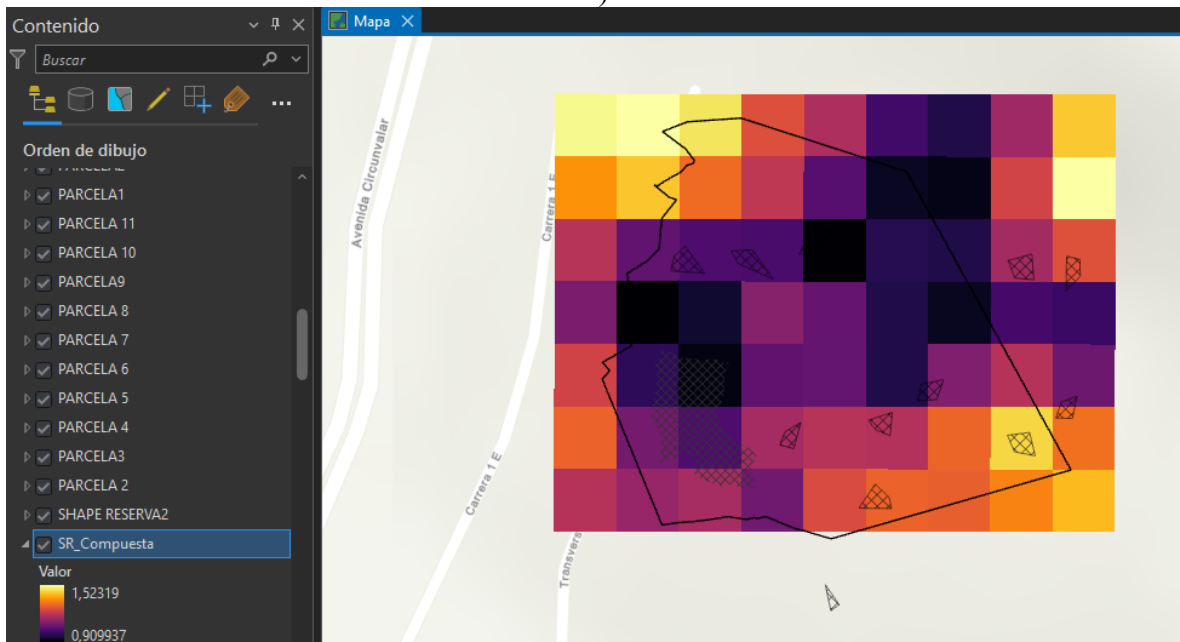 )
Contenido
Mapa
Buscar
Orden de dibujo
PARCELA1
PARCELA 11
PARCELA 10
PARCELA9
PARCELA 8
PARCELA 7
PARCELA 6
PARCELA 5
PARCELA 4
PARCELA3
PARCELA 2
SHAPE RESERVA2
SR_Compuesta
Valor
1,52319
0,909937
Avenida Circunvalar
Carrera 1 E
Carrera 1 E
Transvers